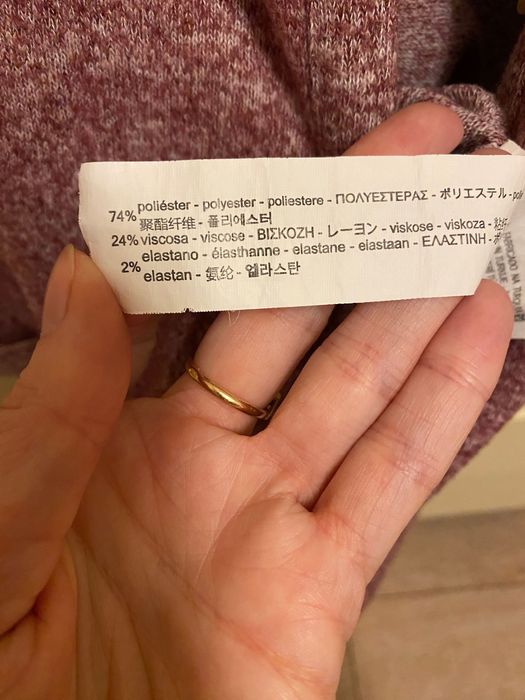 74% poliéster - polyester - poliestere - ΠΟΛΥΕΣΤΕΡΑΣ - ポリエステル -
聚酯纤维 - 폴리에스터
24% viscosa - viscose - ΒΙΣΚΟΖΗ - レーヨン - viskose - viskoza -
2% elastano - élasthanne - elastane - elastaan - ΕΛΑΣΤΙΝΗ -
elastan - 氨纶 - 엘라스탄